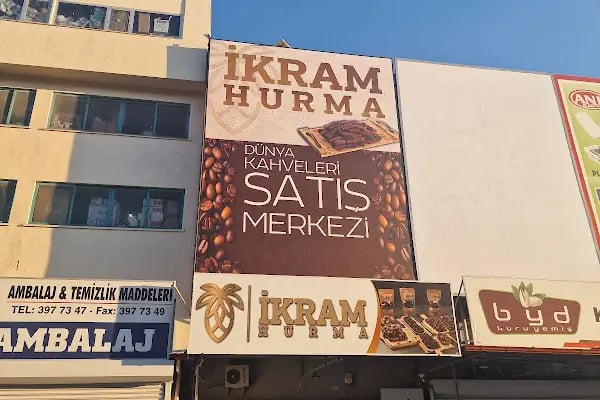 İKRAM
HURMA
DÜNYA
KAHVELERİ
SATIŞ
MERKEZİ
AMBALAJ & TEMİZLİK MADDELERİ
TEL: 397 73 47 - Fax: 397 73 49
AMBALAJ
İKRAM
HURMA
byd
kuruyemiş